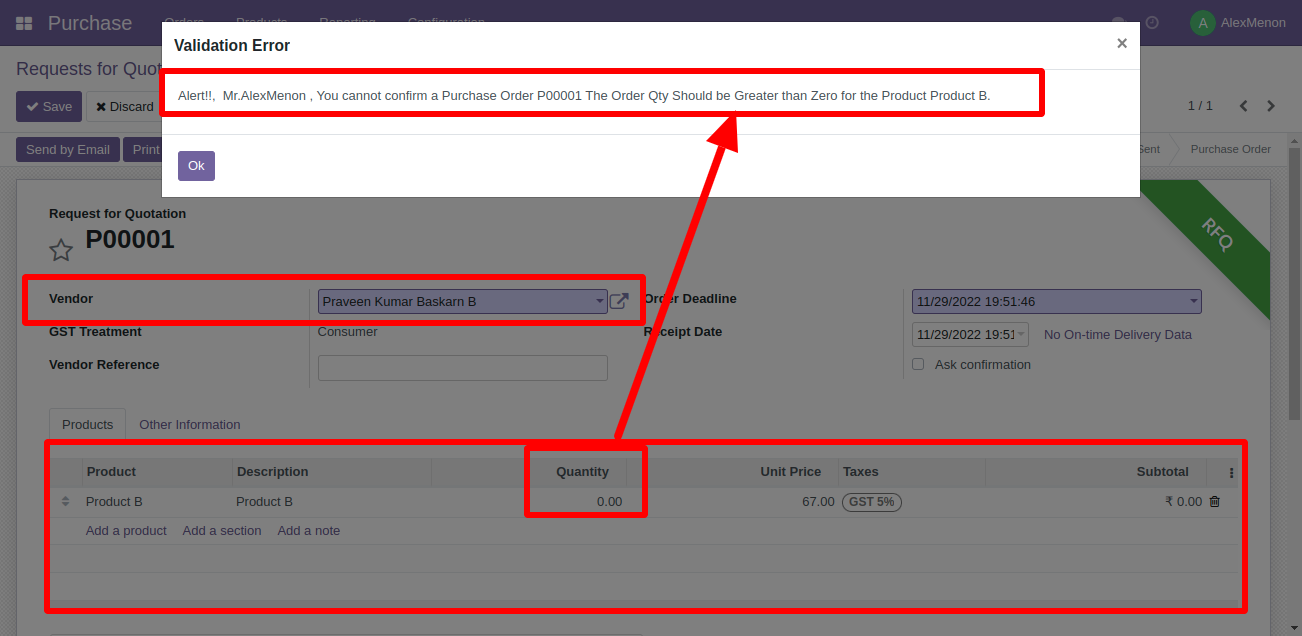 Purchase Orders Products Reporting Configuration A AlexMenon
Validation Error ×
Requests for Quot
Alert!!, Mr.AlexMenon , You cannot confirm a Purchase Order P00001 The Order Qty Should be Greater than Zero for the Product Product B.
Save Discard 1 / 1
Send by Email Print Sent Purchase Order
Ok
Request for Quotation
P00001
RFQ
Vendor Praveen Kumar Baskarn B Order Deadline 11/29/2022 19:51:46
GST Treatment Consumer Receipt Date 11/29/2022 19:51 No On-time Delivery Data
Vendor Reference Ask confirmation
Products Other Information
Product Description Quantity Unit Price Taxes Subtotal
Product B Product B 0.00 67.00 GST 5% ₹ 0.00
Add a product Add a section Add a note